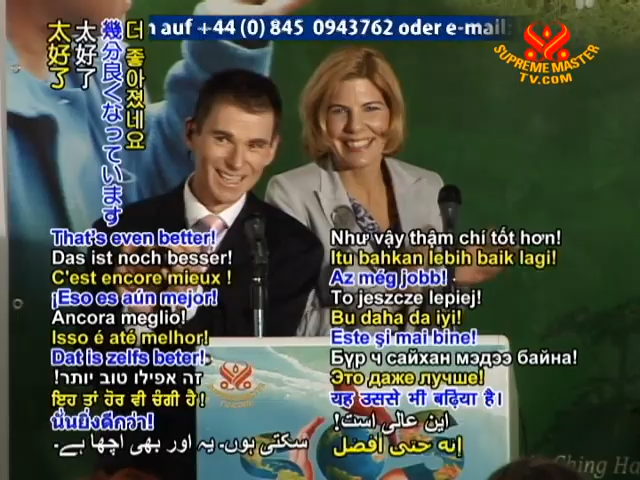 n auf +44 (0) 845 0943762 oder e-mail:
SUPREME MASTER
TV.COM
太好了
太好了
幾分良くなっています
더 좋아졌네요
That's even better!
Das ist noch besser!
C'est encore mieux !
¡Eso es aún mejor!
Ancora meglio!
Isso é até melhor!
Dat is zelfs beter!
זה אפילו טוב יותר!
ਇਹ ਤਾਂ ਹੋਰ ਵੀ ਚੰਗੀ ਹੈ!
นั่นยิ่งดีกว่า!
سکتی ہوں۔ یہ اور بھی اچھا ہے۔
Như vậy thậm chí tốt hơn!
Itu bahkan lebih baik lagi!
Az még jobb!
To jeszcze lepiej!
Bu daha da iyi!
Este şi mai bine!
Бүр ч сайхан мэдээ байна!
Это даже лучше!
यह उससे भी बढ़िया है।
این عالی است!
إنه حتى أفضل
Ching Ha